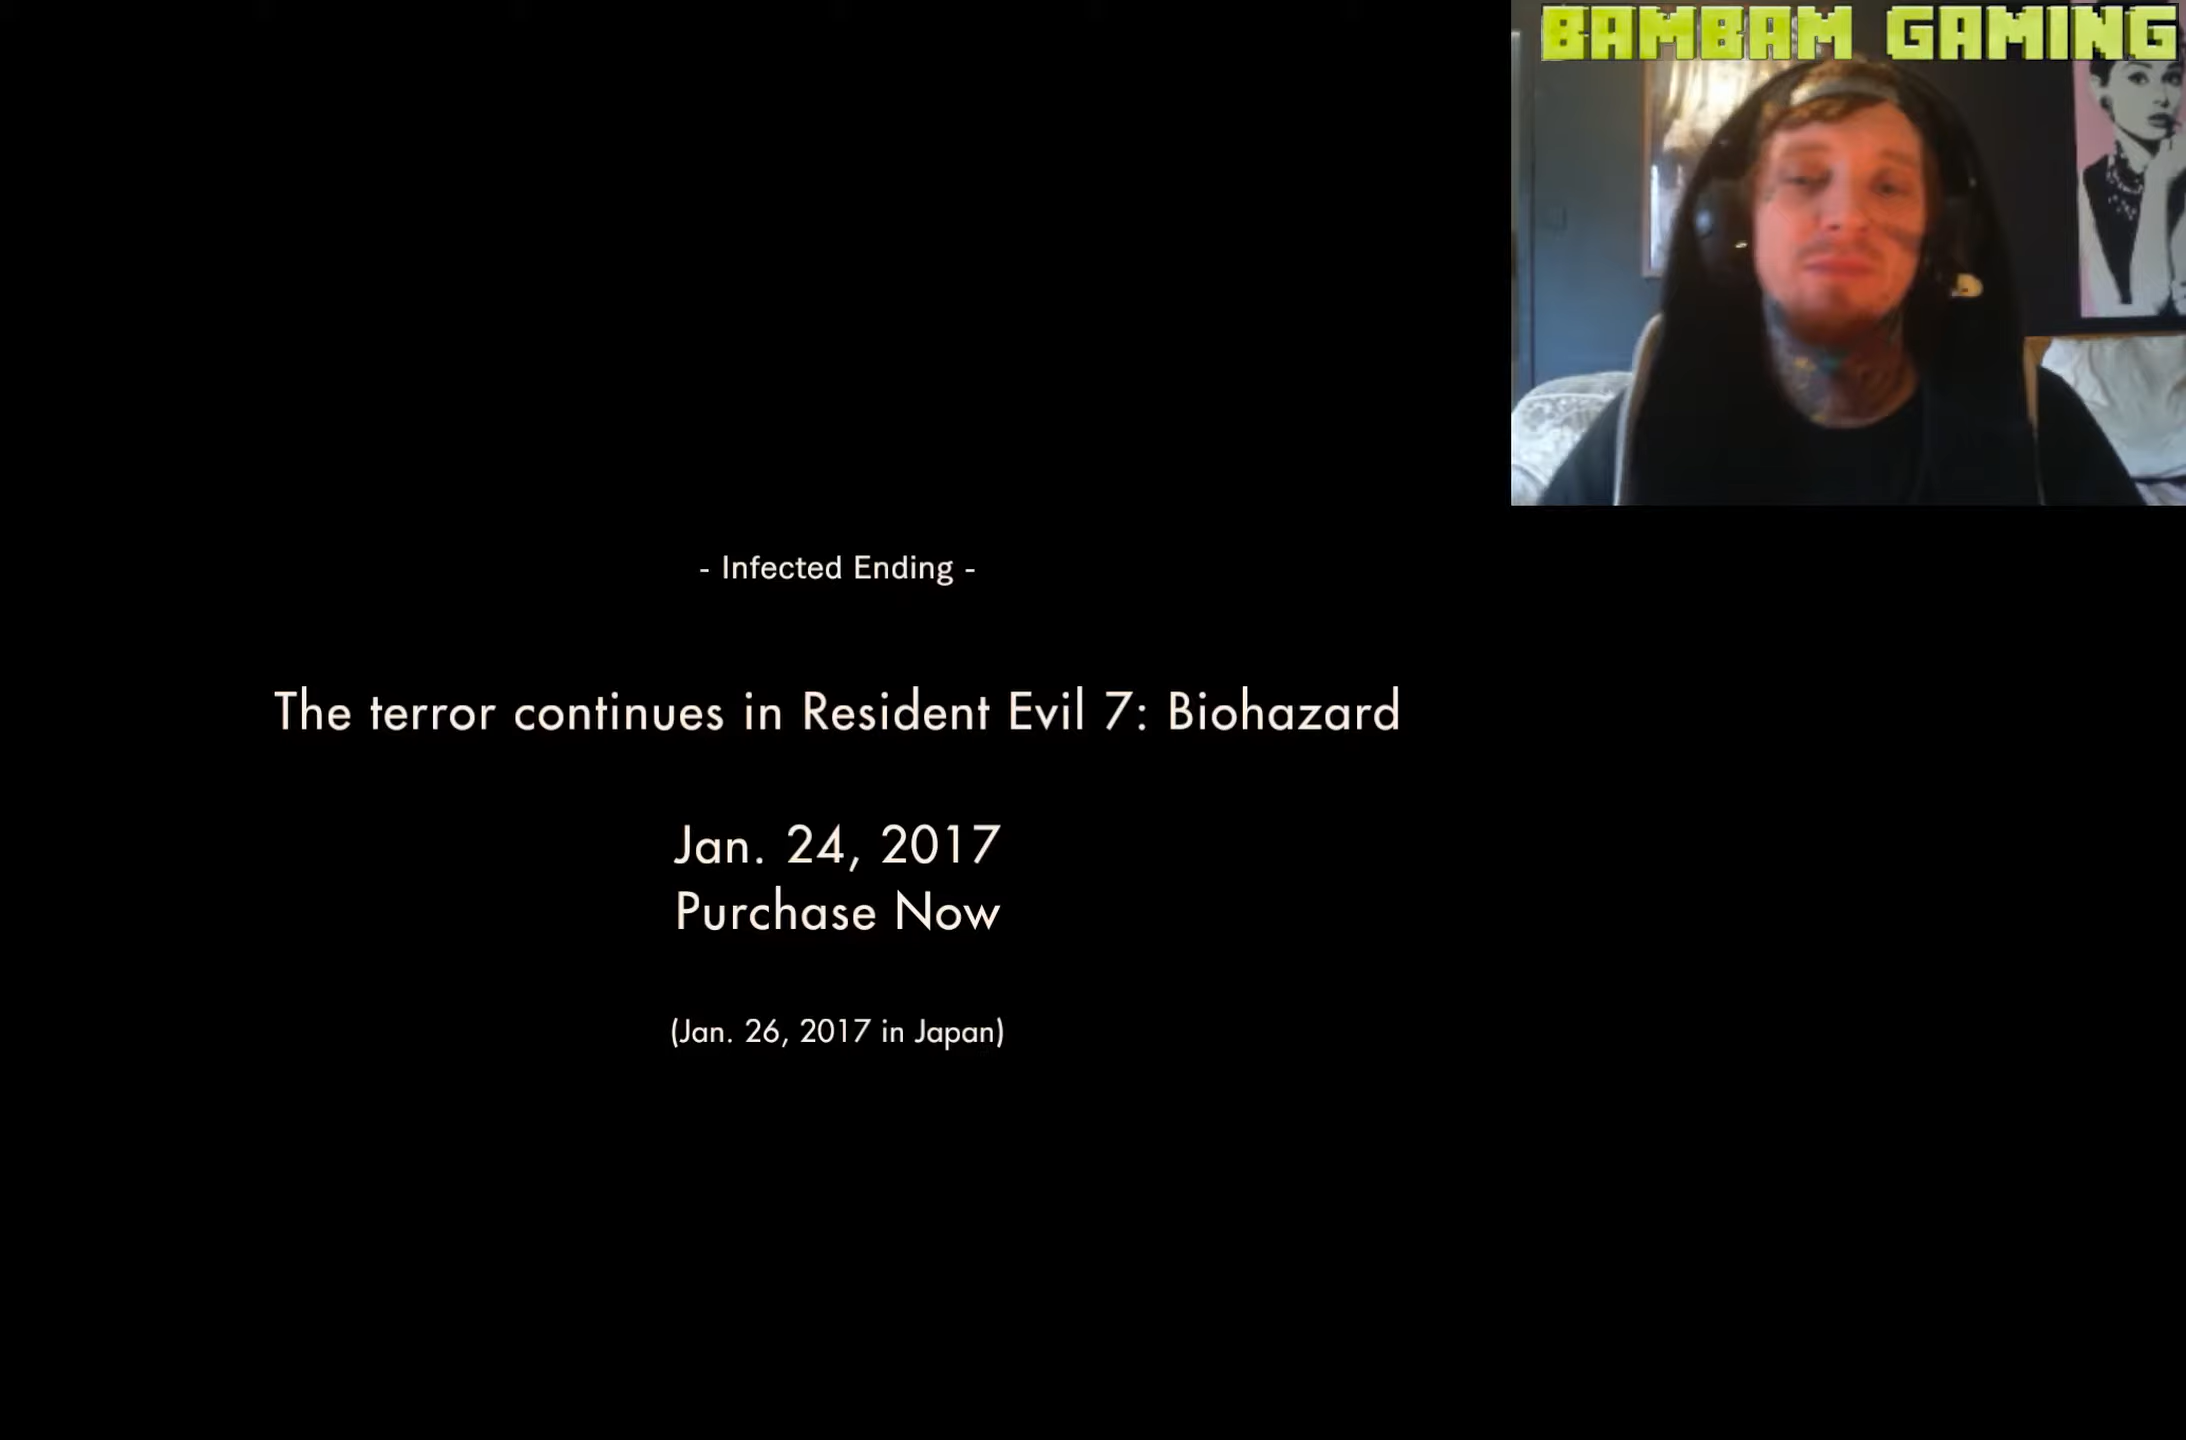 BAMBAM GAMING
- Infected Ending -
The terror continues in Resident Evil 7: Biohazard
Jan. 24, 2017
Purchase Now
(Jan. 26, 2017 in Japan)